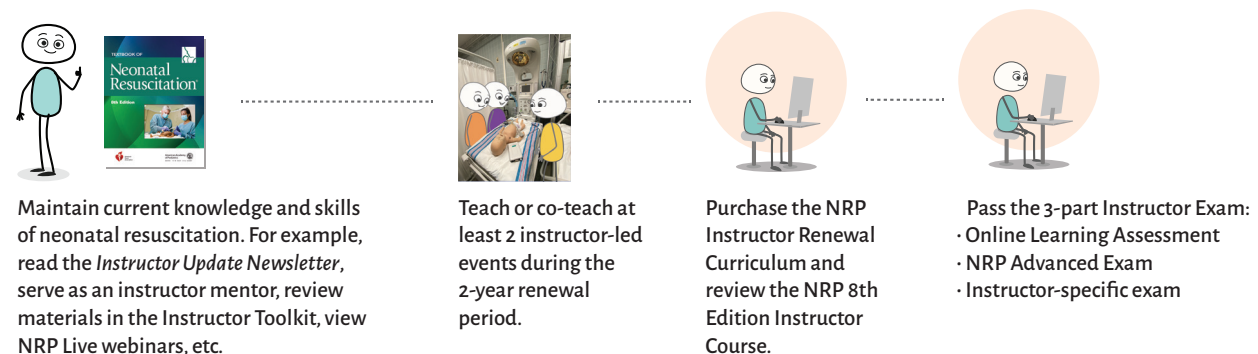 TEXTBOOK OF
Neonatal
Resuscitation
8th Edition
Maintain current knowledge and skills
of neonatal resuscitation. For example,
read the Instructor Update Newsletter,
serve as an instructor mentor, review
materials in the Instructor Toolkit, view
NRP Live webinars, etc.
Teach or co-teach at
least 2 instructor-led
events during the
2-year renewal
period.
Purchase the NRP
Instructor Renewal
Curriculum and
review the NRP 8th
Edition Instructor
Course.
Pass the 3-part Instructor Exam:
· Online Learning Assessment
· NRP Advanced Exam
· Instructor-specific exam